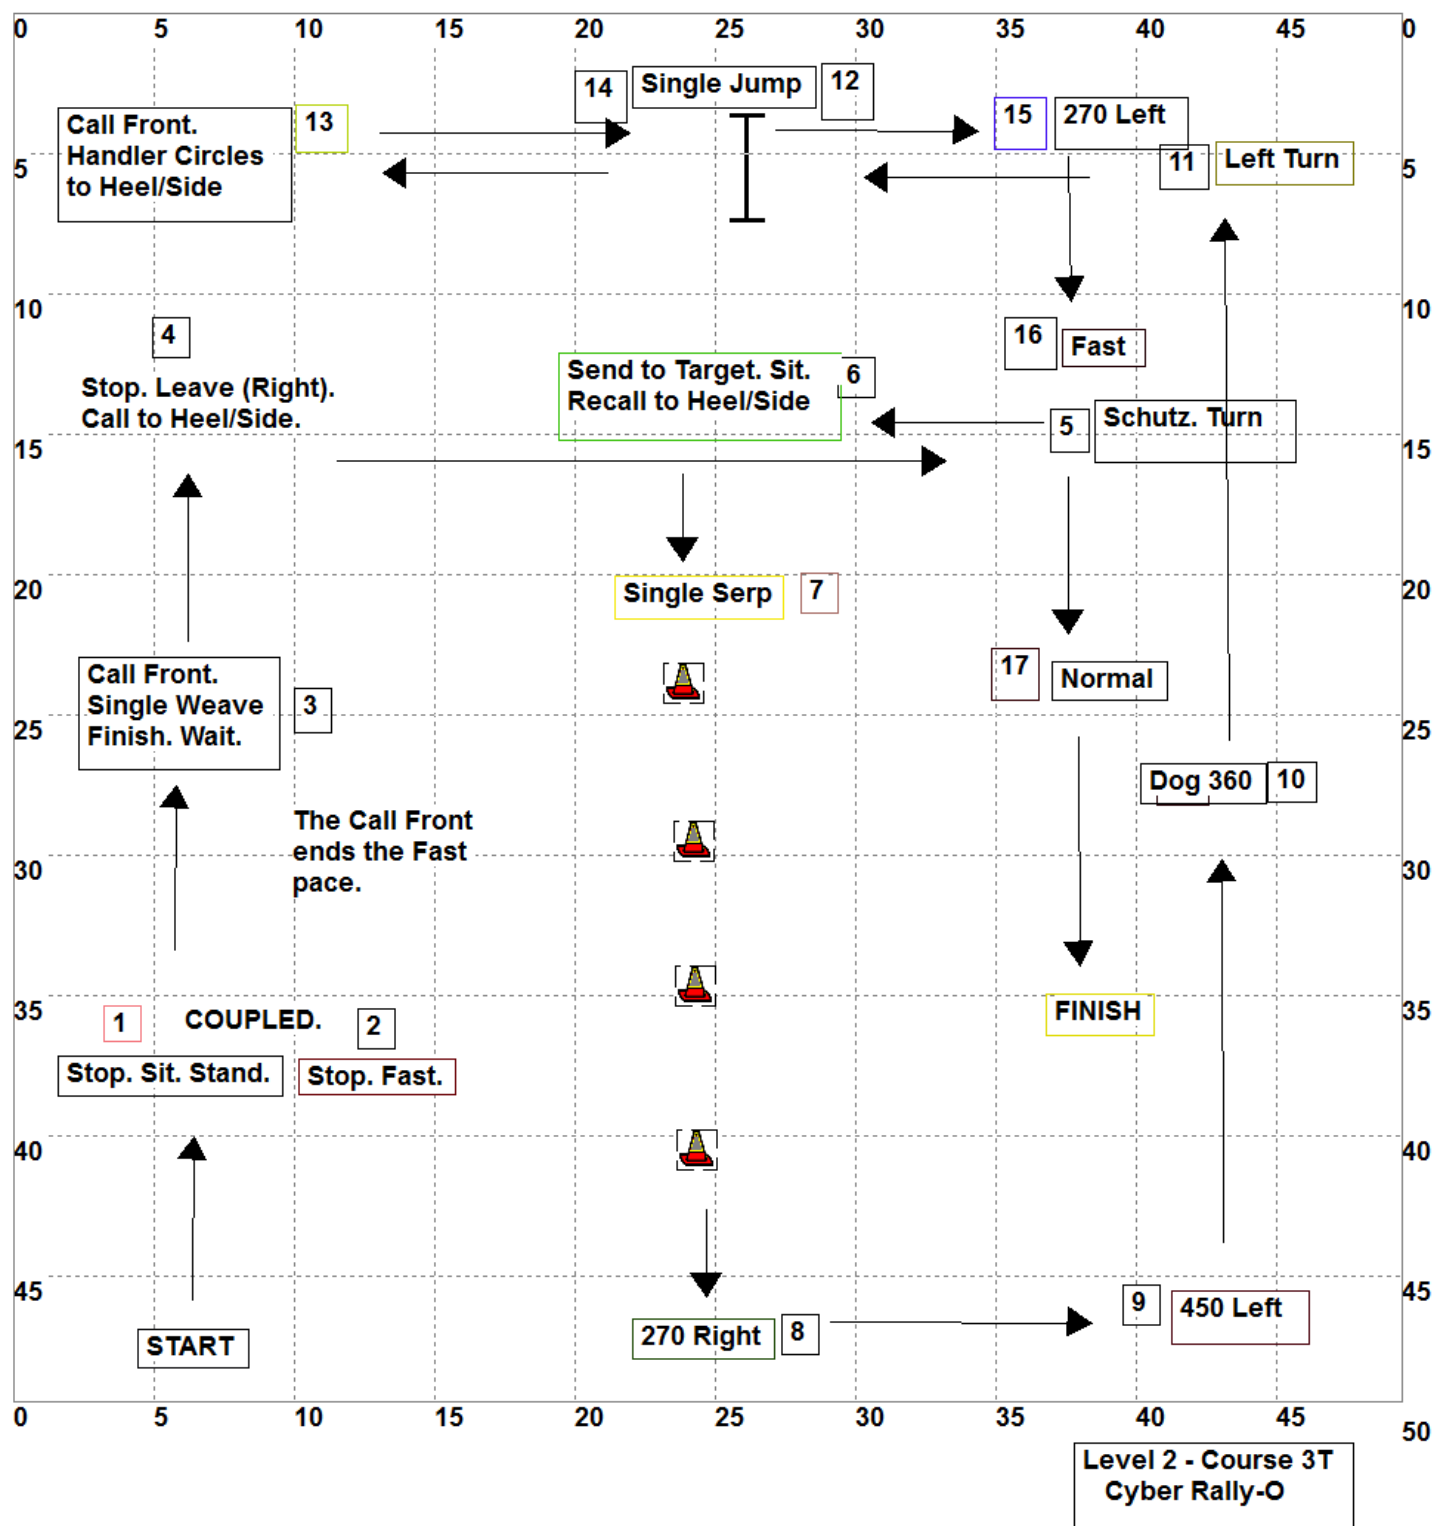 0 5 10 15 20 25 30 35 40 45 0
14 Single Jump 12
Call Front. 13
Handler Circles
to Heel/Side
15 270 Left
11 Left Turn
5 5
10 10
4
Stop. Leave (Right).
Call to Heel/Side.
Send to Target. Sit. 6
Recall to Heel/Side
16 Fast
5 Schutz. Turn
15 15
20 20
Single Serp 7
Call Front.
Single Weave 3
Finish. Wait.
17 Normal
25 25
Dog 360 10
The Call Front
ends the Fast
pace.
30 30
35 35
1 COUPLED. 2
Stop. Sit. Stand. Stop. Fast.
FINISH
40 40
45 45
START
270 Right 8
9 450 Left
0 5 10 15 20 25 30 35 40 45 50
Level 2 - Course 3T
Cyber Rally-O